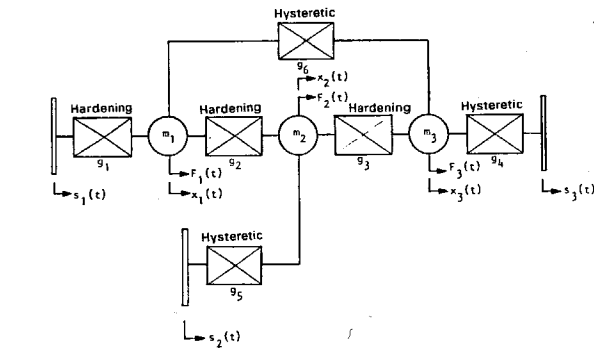 Hysteretic
g6
x2(t)
F2(t)
Hardening
Hardening
Hardening
Hysteretic
m1
m2
m3
g1
g2
g3
g4
F1(t)
x1(t)
F3(t)
x3(t)
s1(t)
s3(t)
Hysteretic
g5
s2(t)